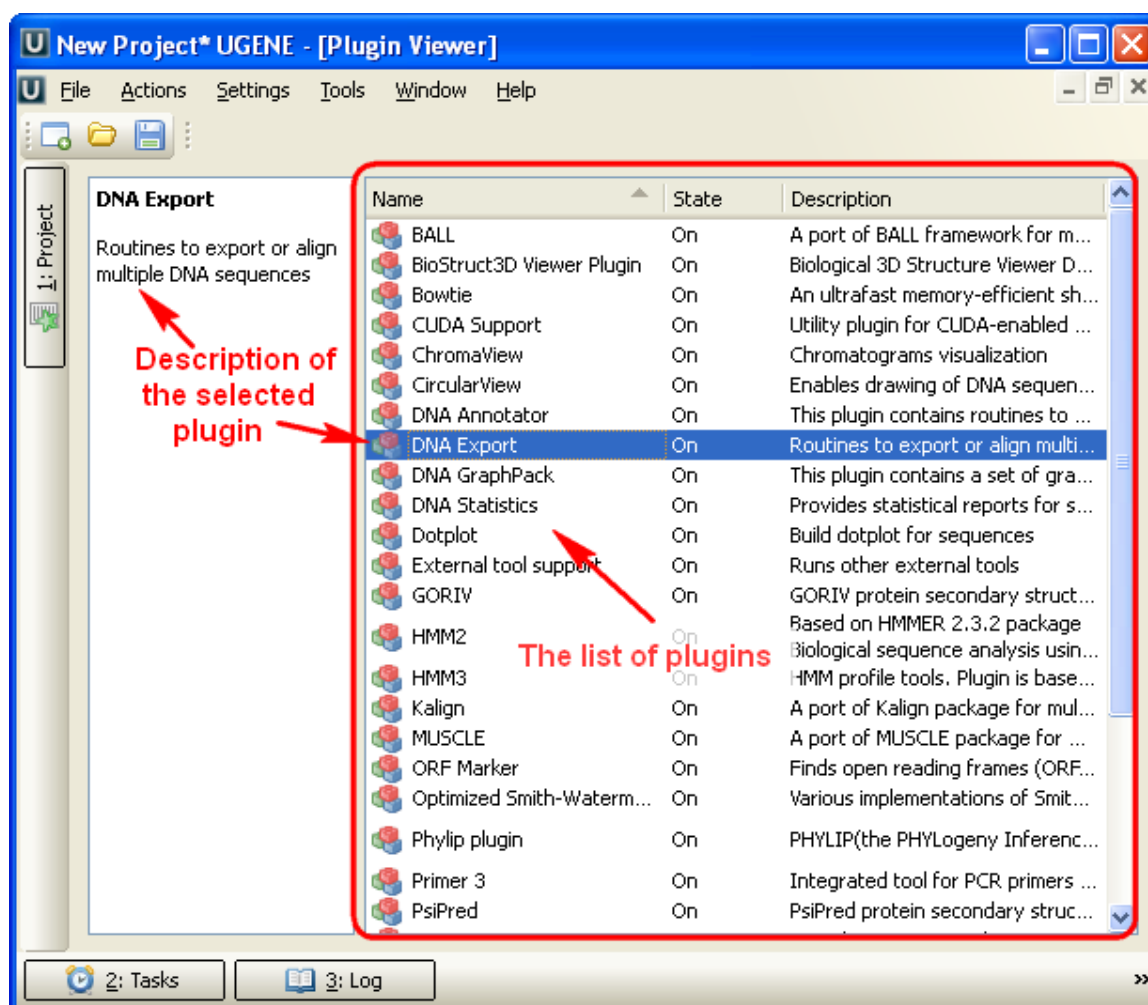 New Project* UGENE - [Plugin Viewer]
File Actions Settings Tools Window Help
1: Project
DNA Export
Routines to export or align
multiple DNA sequences
Description of
the selected
plugin
Name State Description
BALL On A port of BALL framework for m...
BioStruct3D Viewer Plugin On Biological 3D Structure Viewer D...
Bowtie On An ultrafast memory-efficient sh...
CUDA Support On Utility plugin for CUDA-enabled ...
ChromaView On Chromatograms visualization
CircularView On Enables drawing of DNA sequen...
DNA Annotator On This plugin contains routines to ...
DNA Export On Routines to export or align multi...
DNA GraphPack On This plugin contains a set of gra...
DNA Statistics On Provides statistical reports for s...
Dotplot On Build dotplot for sequences
External tool support On Runs other external tools
GORIV On GORIV protein secondary struct...
HMM2 On Based on HMMER 2.3.2 package
Biological sequence analysis usin...
The list of plugins
HMM3 On HMM profile tools. Plugin is base...
Kalign On A port of Kalign package for mul...
MUSCLE On A port of MUSCLE package for ...
ORF Marker On Finds open reading frames (ORF...
Optimized Smith-Waterm... On Various implementations of Smit...
Phylip plugin On PHYLIP(the PHYLogeny Inferenc...
Primer 3 On Integrated tool for PCR primers ...
PsiPred On PsiPred protein secondary struc...
2: Tasks 3: Log